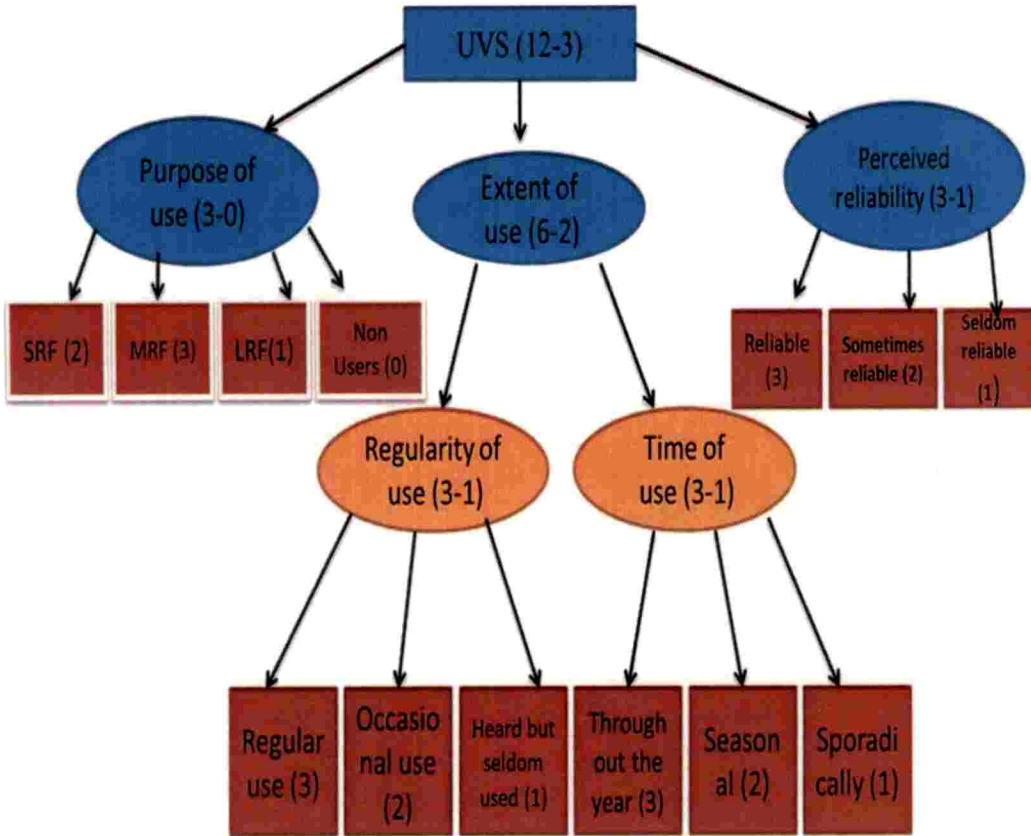 UVS (12-3)
Purpose of
use (3-0)
Extent of
use (6-2)
Perceived
reliability (3-1)
SRF (2)
MRF (3)
LRF(1)
Non
Users (0)
Reliable
(3)
Sometimes
reliable (2)
Seldom
reliable
(1)
Regularity of
use (3-1)
Time of
use (3-1)
Regular
use (3)
Occasio
nal use
(2)
Heard but
seldom
used (1)
Through
out the
year (3)
Season
al (2)
Sporadi
cally (1)